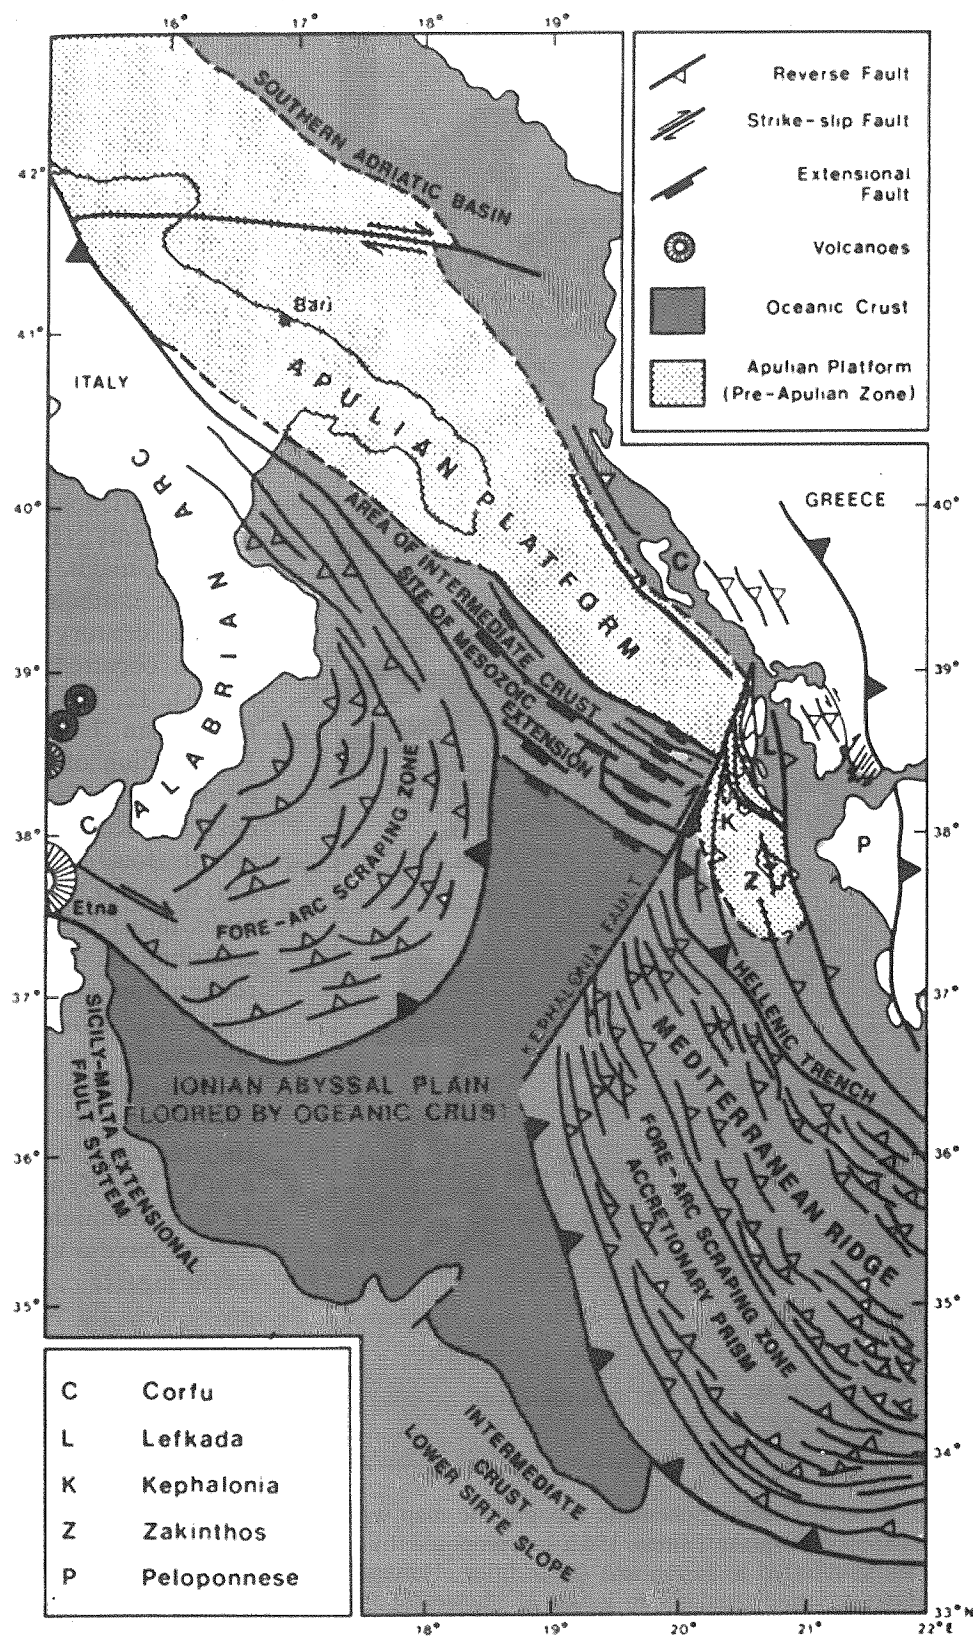 16° 17° 18° 19°
Reverse Fault
Strike-slip Fault
Extensional
Fault
Volcanoes
Oceanic Crust
Apulian Platform
(Pre-Apulian Zone)
SOUTHERN ADRIATIC BASIN
42°
Bari
41°
ITALY
APULIAN PLATFORM
CALABRIAN ARC
40°
GREECE
40°
AREA OF INTERMEDIATE CRUST
SITE OF MESOZOIC
EXTENSION
C
39°
39°
L
K
38°
38°
P
Z
Etna
FORE-ARC SCRAPING ZONE
KEPHALONIA FAULT
37°
37°
HELLENIC TRENCH
MEDITERRANEAN RIDGE
SICILY-MALTA EXTENSIONAL
FAULT SYSTEM
IONIAN ABYSSAL PLAIN
FLOORED BY OCEANIC CRUST
FORE-ARC SCRAPING ZONE
ACCRETIONARY PRISM
36°
36°
35°
35°
INTERMEDIATE
CRUST
LOWER SIRTE SLOPE
34°
C Corfu
L Lefkada
K Kephalonia
Z Zakinthos
P Peloponnese
33° N
18° 19° 20° 21° 22° E